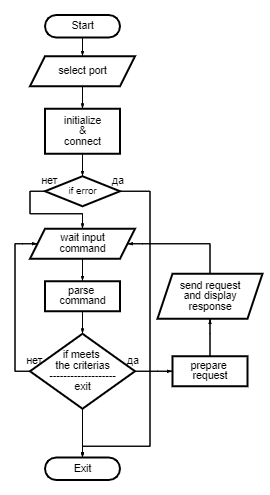 Start
select port
initialize
&
connect
нет
if error
да
wait input
command
parse
command
send request
and display
response
нет
if meets
the criterias
--------------------
exit
да
prepare
request
Exit